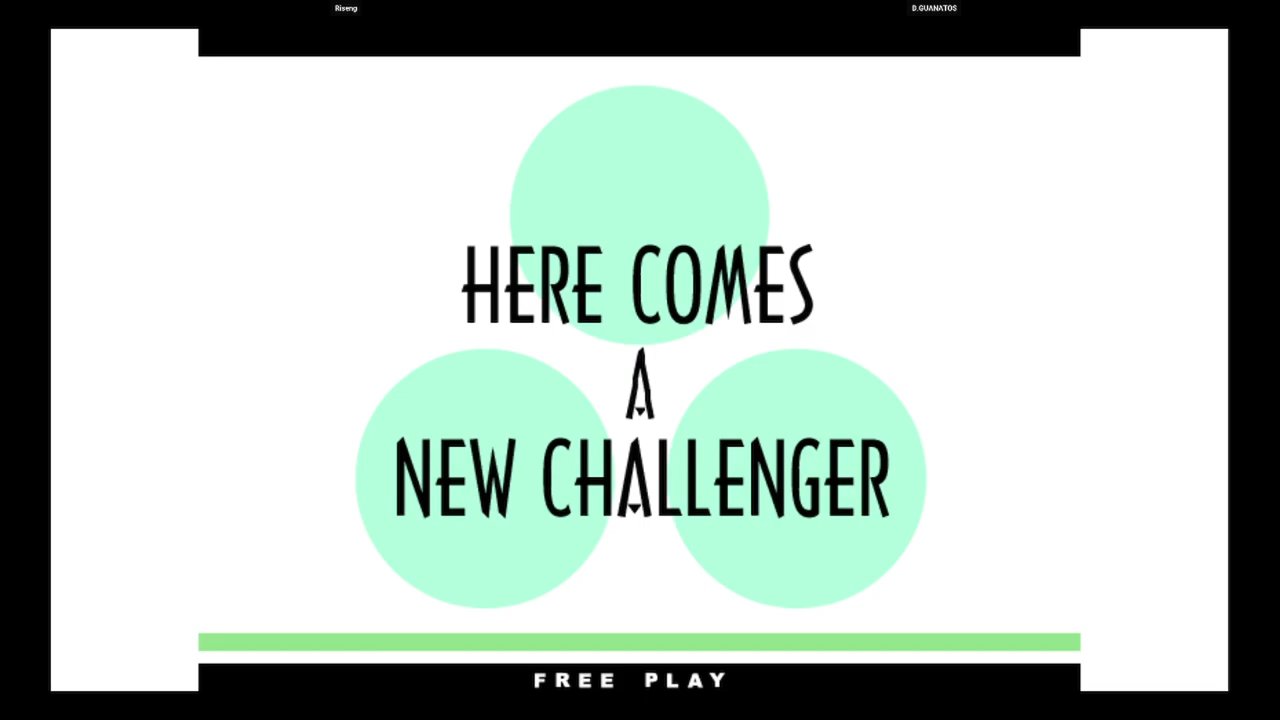 Riseng
D.GUANATOS
HERE COMES
A
NEW CHALLENGER
FREE PLAY